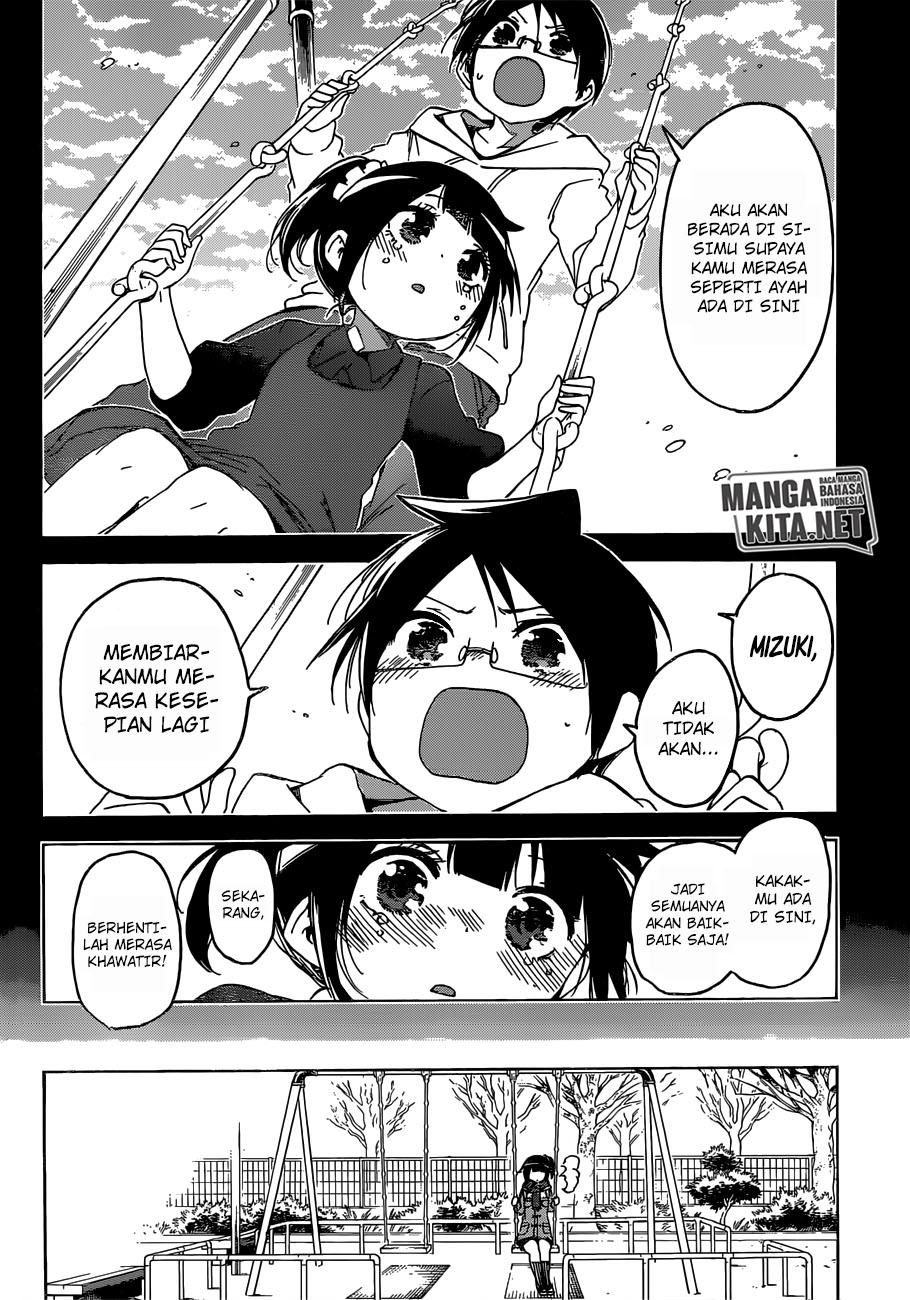 AKU AKAN
BERADA DI SI-
SIMU SUPAYA
KAMU MERASA
SEPERTI AYAH
ADA DI SINI
MANGA
KITA.NET
BACA MANGA
BAHASA
INDONESIA
MIZUKI,
AKU
TIDAK
AKAN...
MEMBIAR-
KANMU ME-
RASA KESE-
PIAN LAGI
KAKAK-
MU ADA
DI SINI,
JADI
SEMUANYA
AKAN BAIK-
BAIK SAJA!
SEKA-
RANG,
BERHENTI-
LAH MERASA
KHAWATIR!